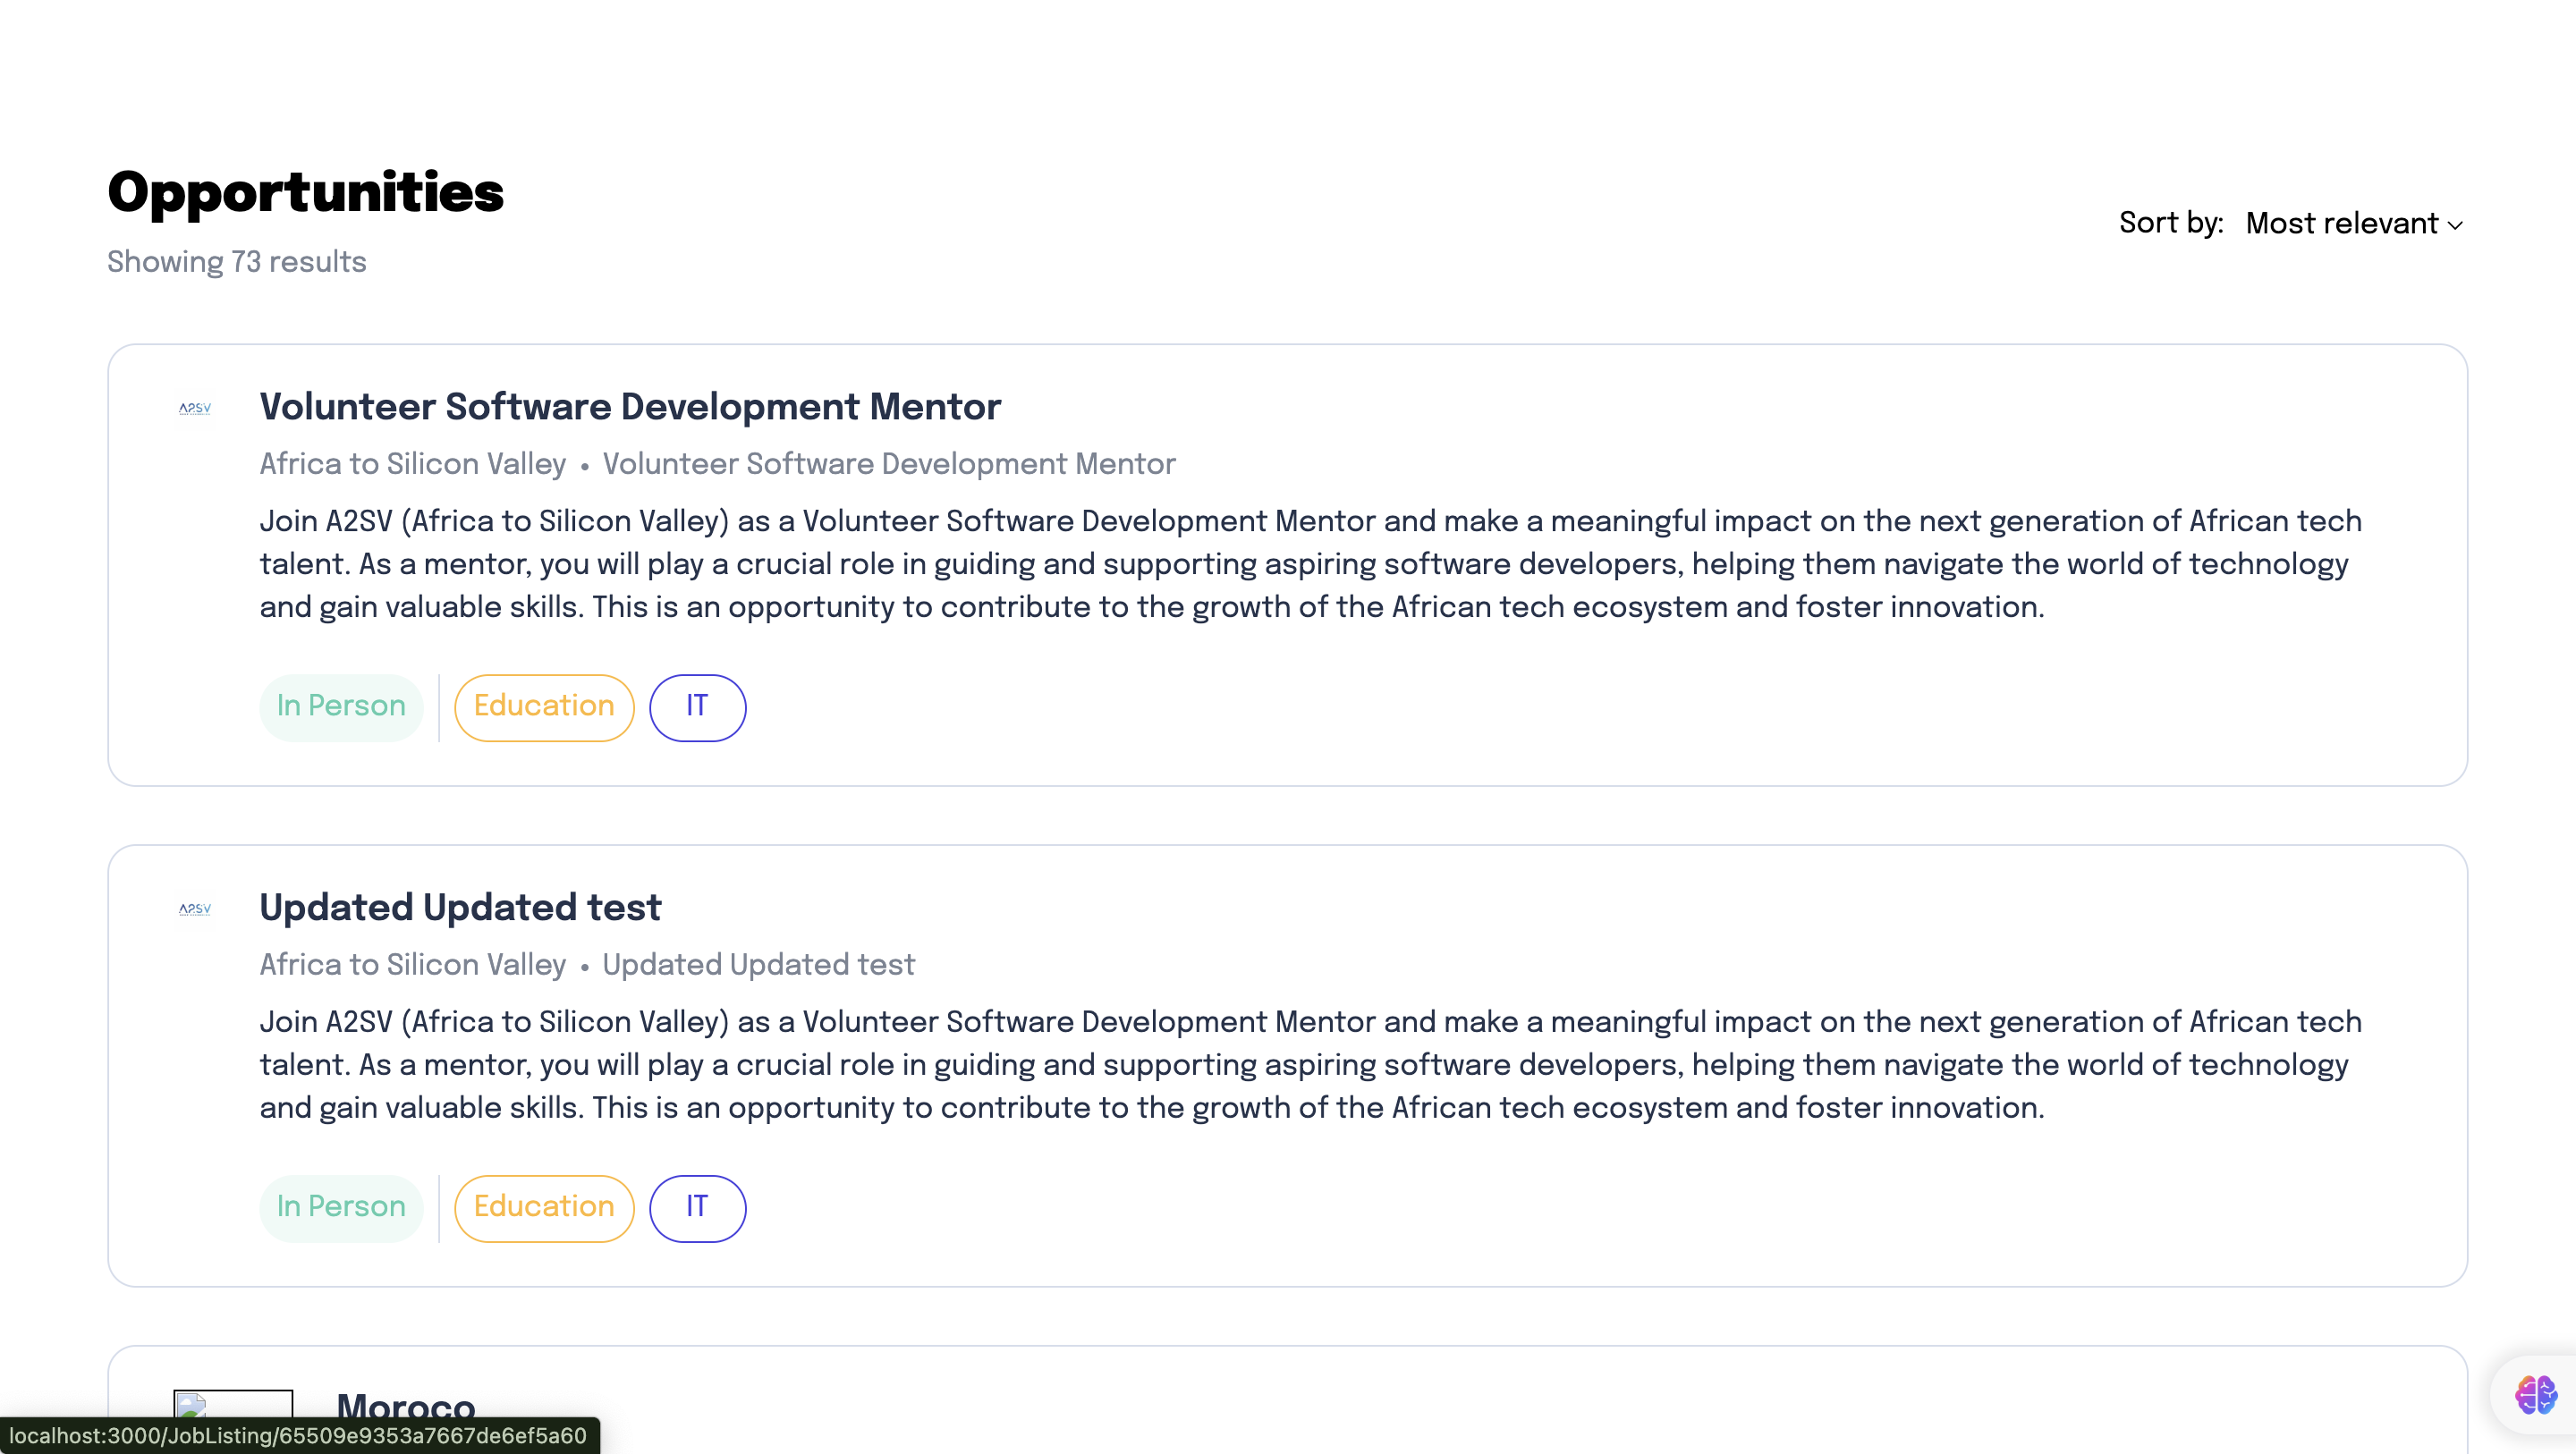 Opportunities
Showing 73 results
Sort by: Most relevant
A2SV
Volunteer Software Development Mentor
Africa to Silicon Valley • Volunteer Software Development Mentor
Join A2SV (Africa to Silicon Valley) as a Volunteer Software Development Mentor and make a meaningful impact on the next generation of African tech
talent. As a mentor, you will play a crucial role in guiding and supporting aspiring software developers, helping them navigate the world of technology
and gain valuable skills. This is an opportunity to contribute to the growth of the African tech ecosystem and foster innovation.
In Person Education IT
A2SV
Updated Updated test
Africa to Silicon Valley • Updated Updated test
Join A2SV (Africa to Silicon Valley) as a Volunteer Software Development Mentor and make a meaningful impact on the next generation of African tech
talent. As a mentor, you will play a crucial role in guiding and supporting aspiring software developers, helping them navigate the world of technology
and gain valuable skills. This is an opportunity to contribute to the growth of the African tech ecosystem and foster innovation.
In Person Education IT
Moroco
localhost:3000/JobListing/65509e9353a7667de6ef5a60